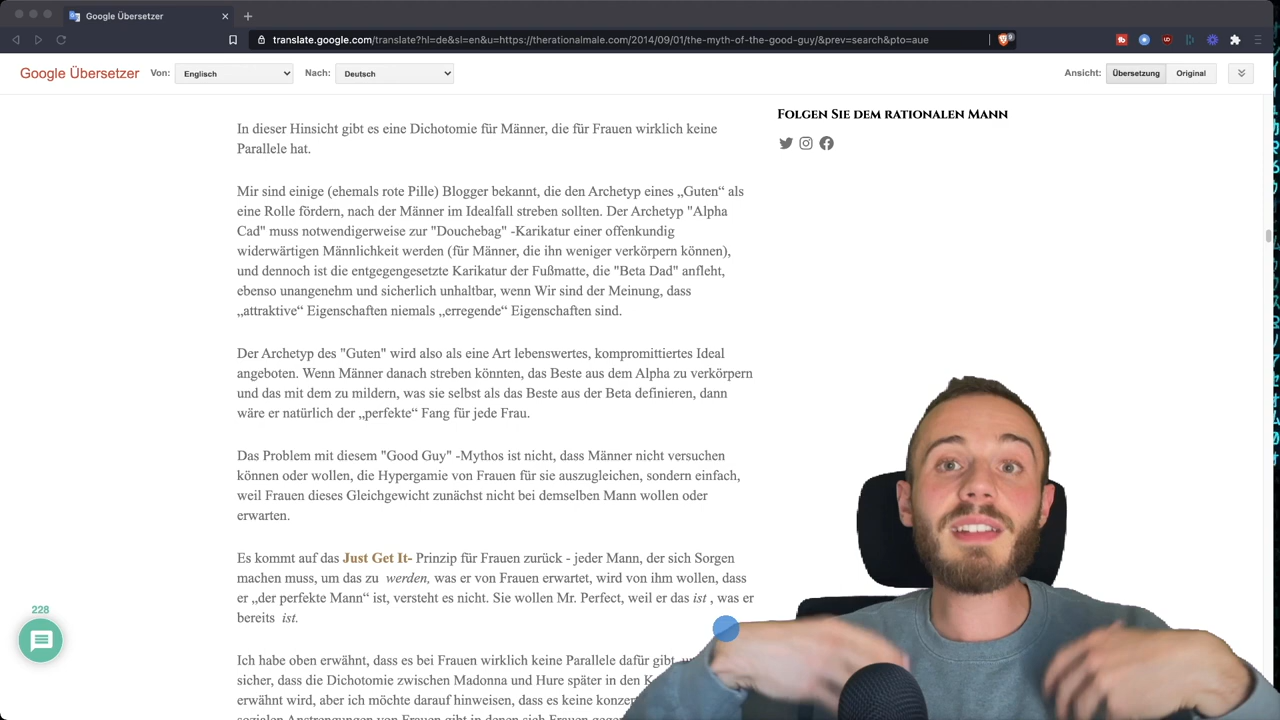 Google Übersetzer
translate.google.com/translate?hl=de&sl=en&u=https://therationalmale.com/2014/09/01/the-myth-of-the-good-guy/&prev=search&pto=aue
Google Übersetzer
Von:
Englisch
Nach:
Deutsch
Ansicht:
Übersetzung
Original
In dieser Hinsicht gibt es eine Dichotomie für Männer, die für Frauen wirklich keine
Parallele hat.
Mir sind einige (ehemals rote Pille) Blogger bekannt, die den Archetyp eines „Guten“ als
eine Rolle fördern, nach der Männer im Idealfall streben sollten. Der Archetyp "Alpha
Cad" muss notwendigerweise zur "Douchebag" -Karikatur einer offenkundig
widerwärtigen Männlichkeit werden (für Männer, die ihn weniger verkörpern können),
und dennoch ist die entgegengesetzte Karikatur der Fußmatte, die "Beta Dad" anfleht,
ebenso unangenehm und sicherlich unhaltbar, wenn Wir sind der Meinung, dass
„attraktive“ Eigenschaften niemals „erregende“ Eigenschaften sind.
Der Archetyp des "Guten" wird also als eine Art lebenswertes, kompromittiertes Ideal
angeboten. Wenn Männer danach streben könnten, das Beste aus dem Alpha zu verkörpern
und das mit dem zu mildern, was sie selbst als das Beste aus der Beta definieren, dann
wäre er natürlich der „perfekte“ Fang für jede Frau.
Das Problem mit diesem "Good Guy" -Mythos ist nicht, dass Männer nicht versuchen
können oder wollen, die Hypergamie von Frauen für sie auszugleichen, sondern einfach,
weil Frauen dieses Gleichgewicht zunächst nicht bei demselben Mann wollen oder
erwarten.
Es kommt auf das Just Get It- Prinzip für Frauen zurück - jeder Mann, der sich Sorgen
machen muss, um das zu werden, was er von Frauen erwartet, wird von ihm wollen, dass
er „der perfekte Mann“ ist, versteht es nicht. Sie wollen Mr. Perfect, weil er das ist , was er
bereits ist.
Ich habe oben erwähnt, dass es bei Frauen wirklich keine Parallele dafür gibt,
sicher, dass die Dichotomie zwischen Madonna und Hure später in den
erwähnt wird, aber ich möchte darauf hinweisen, dass es keine
sozialen Anstrengungen von Frauen gibt in denen sich Frauen
Folgen Sie dem rationalen Mann
228